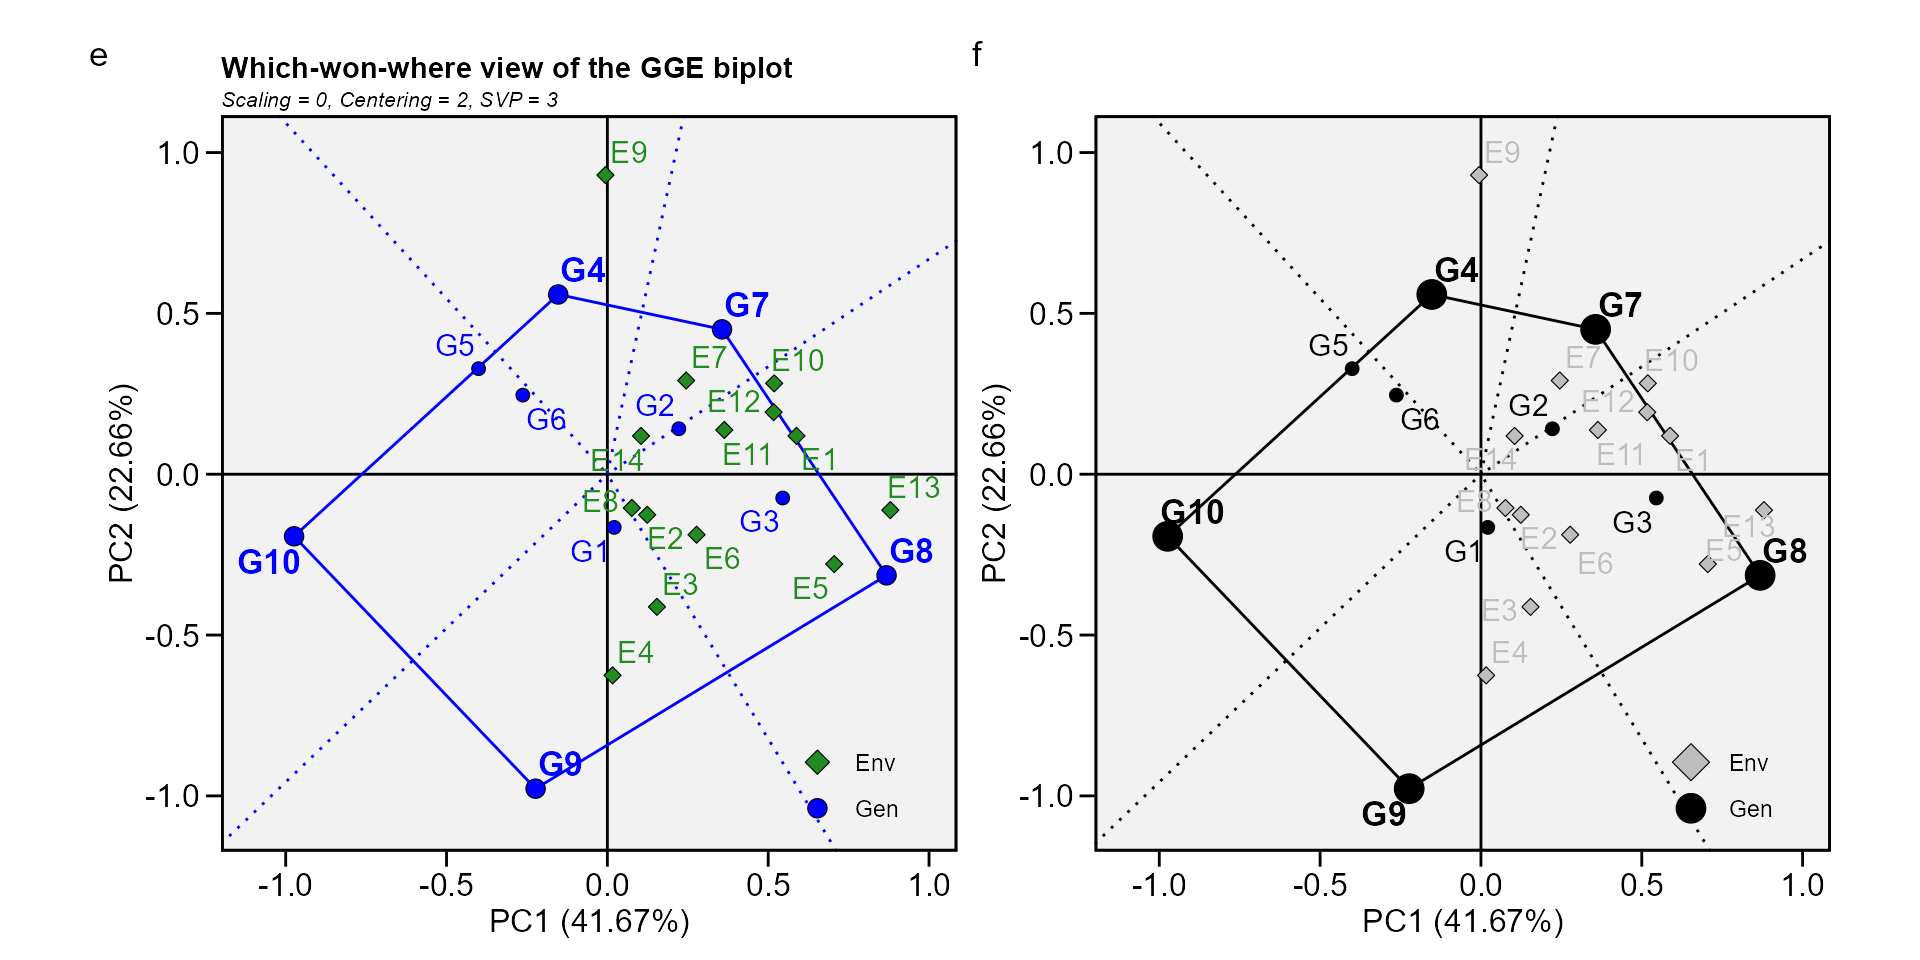 e
Which-won-where view of the GGE biplot
Scaling = 0, Centering = 2, SVP = 3
1.0
0.5
0.0
-0.5
-1.0
PC2 (22.66%)
E9
G4
G7
G5
E7
E10
G6
G2
E12
E14
E11
E1
E8
E13
G3
G1
E2
G10
E6
G8
E3
E5
E4
G9
Env
Gen
-1.0
-0.5
0.0
0.5
1.0
PC1 (41.67%)
f
1.0
0.5
0.0
-0.5
-1.0
PC2 (22.66%)
E9
G4
G7
G5
E7
E10
G6
G2
E12
E14
E11
E1
E8
G10
G3
E13
G1
E2
E5
G8
E6
E3
E4
G9
Env
Gen
-1.0
-0.5
0.0
0.5
1.0
PC1 (41.67%)